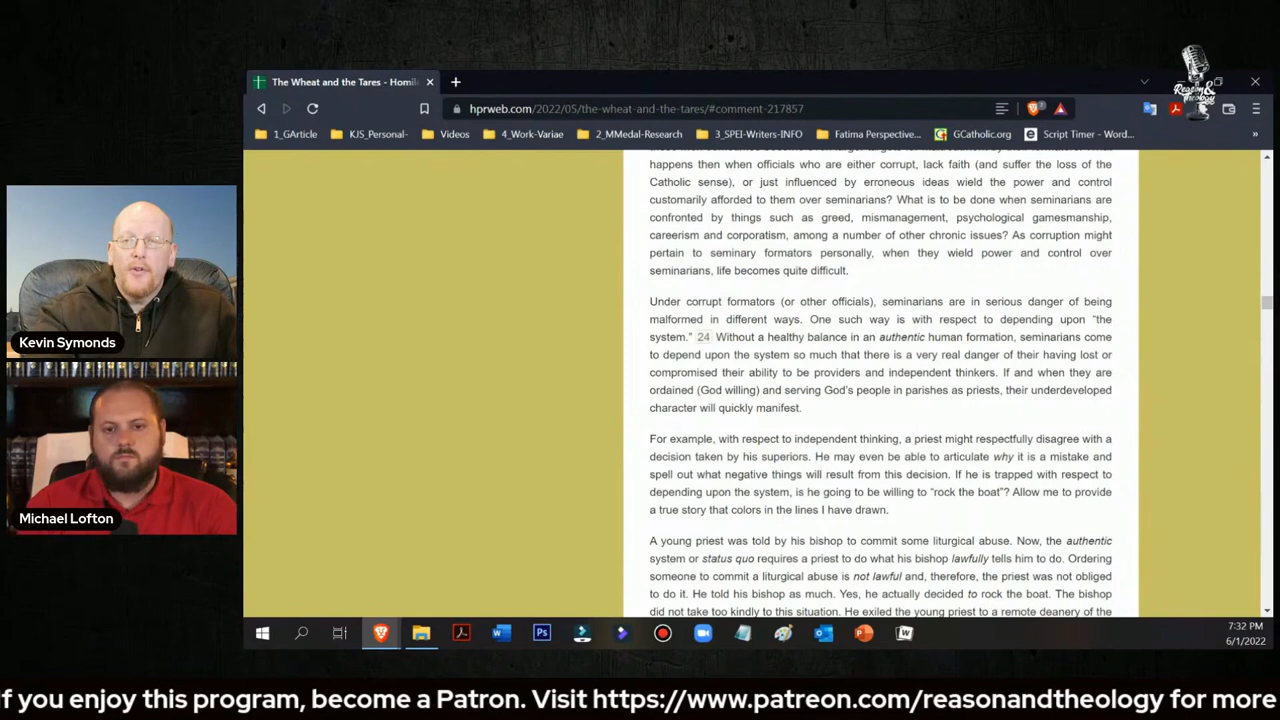 The Wheat and the Tares - Homil
Reason & Theology
hprweb.com/2022/05/the-wheat-and-the-tares/#comment-217857
1_GArticle KJS_Personal- Videos 4_Work-Variae 2_MMedal-Research 3_SPEI-Writers-INFO Fatima Perspective... GCatholic.org Script Timer - Word... »
happens then when officials who are either corrupt, lack faith (and suffer the loss of the
Catholic sense), or just influenced by erroneous ideas wield the power and control
customarily afforded to them over seminarians? What is to be done when seminarians are
confronted by things such as greed, mismanagement, psychological gamesmanship,
careerism and corporatism, among a number of other chronic issues? As corruption might
pertain to seminary formators personally, when they wield power and control over
seminarians, life becomes quite difficult.
Under corrupt formators (or other officials), seminarians are in serious danger of being
malformed in different ways. One such way is with respect to depending upon “the
system.” 24 Without a healthy balance in an authentic human formation, seminarians come
to depend upon the system so much that there is a very real danger of their having lost or
compromised their ability to be providers and independent thinkers. If and when they are
ordained (God willing) and serving God’s people in parishes as priests, their underdeveloped
character will quickly manifest.
For example, with respect to independent thinking, a priest might respectfully disagree with a
decision taken by his superiors. He may even be able to articulate why it is a mistake and
spell out what negative things will result from this decision. If he is trapped with respect to
depending upon the system, is he going to be willing to “rock the boat”? Allow me to provide
a true story that colors in the lines I have drawn.
A young priest was told by his bishop to commit some liturgical abuse. Now, the authentic
system or status quo requires a priest to do what his bishop lawfully tells him to do. Ordering
someone to commit a liturgical abuse is not lawful and, therefore, the priest was not obliged
to do it. He told his bishop as much. Yes, he actually decided to rock the boat. The bishop
did not take too kindly to this situation. He exiled the young priest to a remote deanery of the
Kevin Symonds
Michael Lofton
7:32 PM
6/1/2022
If you enjoy this program, become a Patron. Visit https://www.patreon.com/reasonandtheology for more